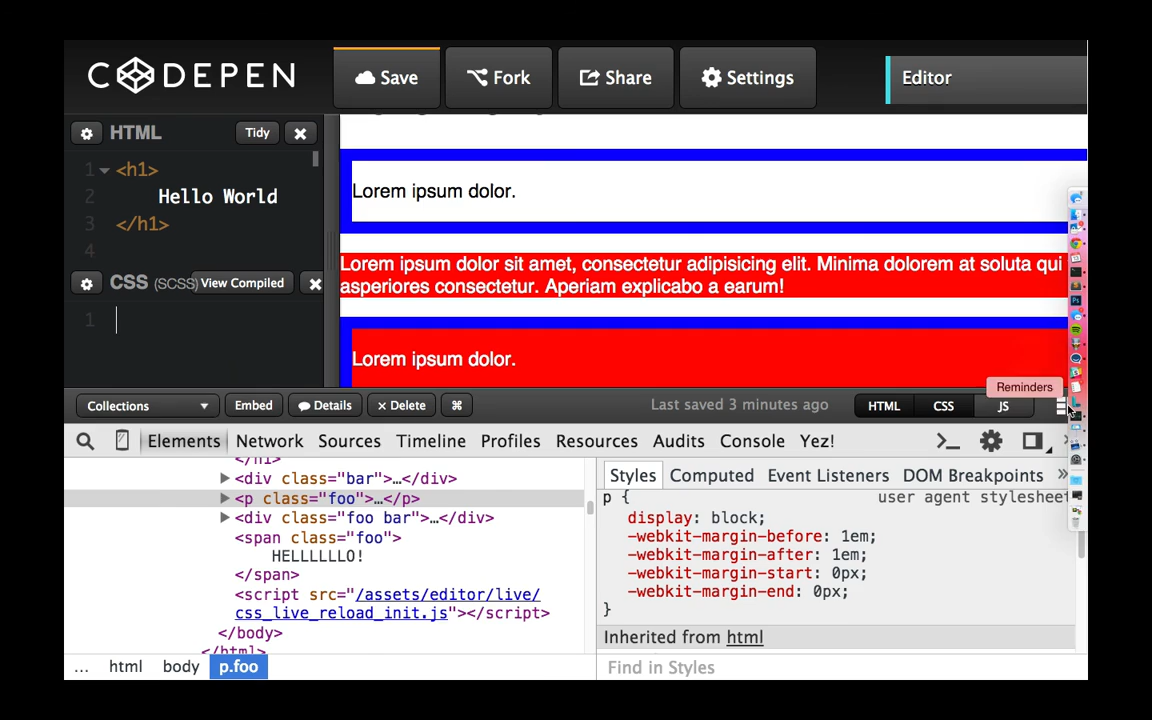 CODEPEN
Save
Fork
Share
Settings
Editor
HTML
Tidy
1 <h1>
2 Hello World
3 </h1>
4
CSS (SCSS) View Compiled
1
Lorem ipsum dolor.
Lorem ipsum dolor sit amet, consectetur adipisicing elit. Minima dolorem at soluta qui
asperiores consectetur. Aperiam explicabo a earum!
Lorem ipsum dolor.
Reminders
Collections
Embed
Details
× Delete
⌘
Last saved 3 minutes ago
HTML
CSS
JS
Elements Network Sources Timeline Profiles Resources Audits Console Yez!
</h1>
<div class="bar">…</div>
<p class="foo">…</p>
<div class="foo bar">…</div>
<span class="foo">
HELLLLLLO!
</span>
<script src="/assets/editor/live/
css_live_reload_init.js"></script>
</body>
</html>
... html body p.foo
Styles Computed Event Listeners DOM Breakpoints »
p { user agent stylesheet
display: block;
-webkit-margin-before: 1em;
-webkit-margin-after: 1em;
-webkit-margin-start: 0px;
-webkit-margin-end: 0px;
}
Inherited from html
Find in Styles